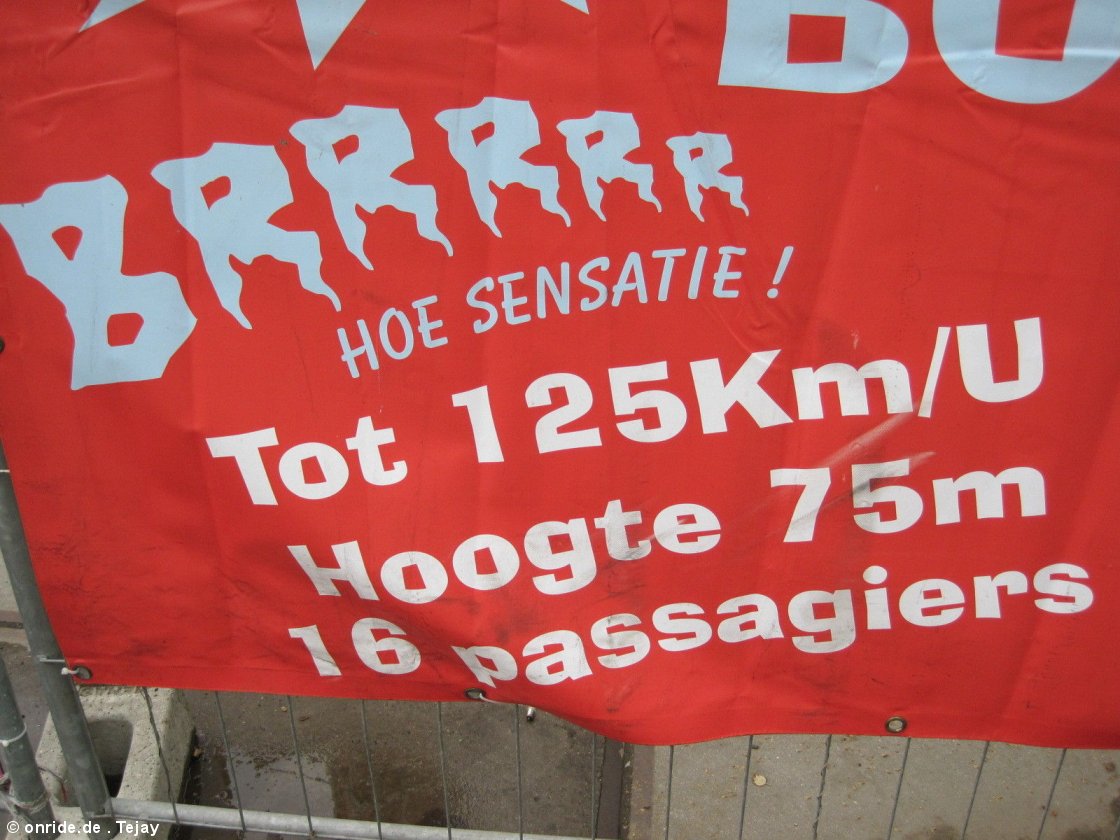 BRRRRR
HOE SENSATIE !
Tot 125Km/U
Hoogte 75m
16 passagiers
© onride.de . Tejay